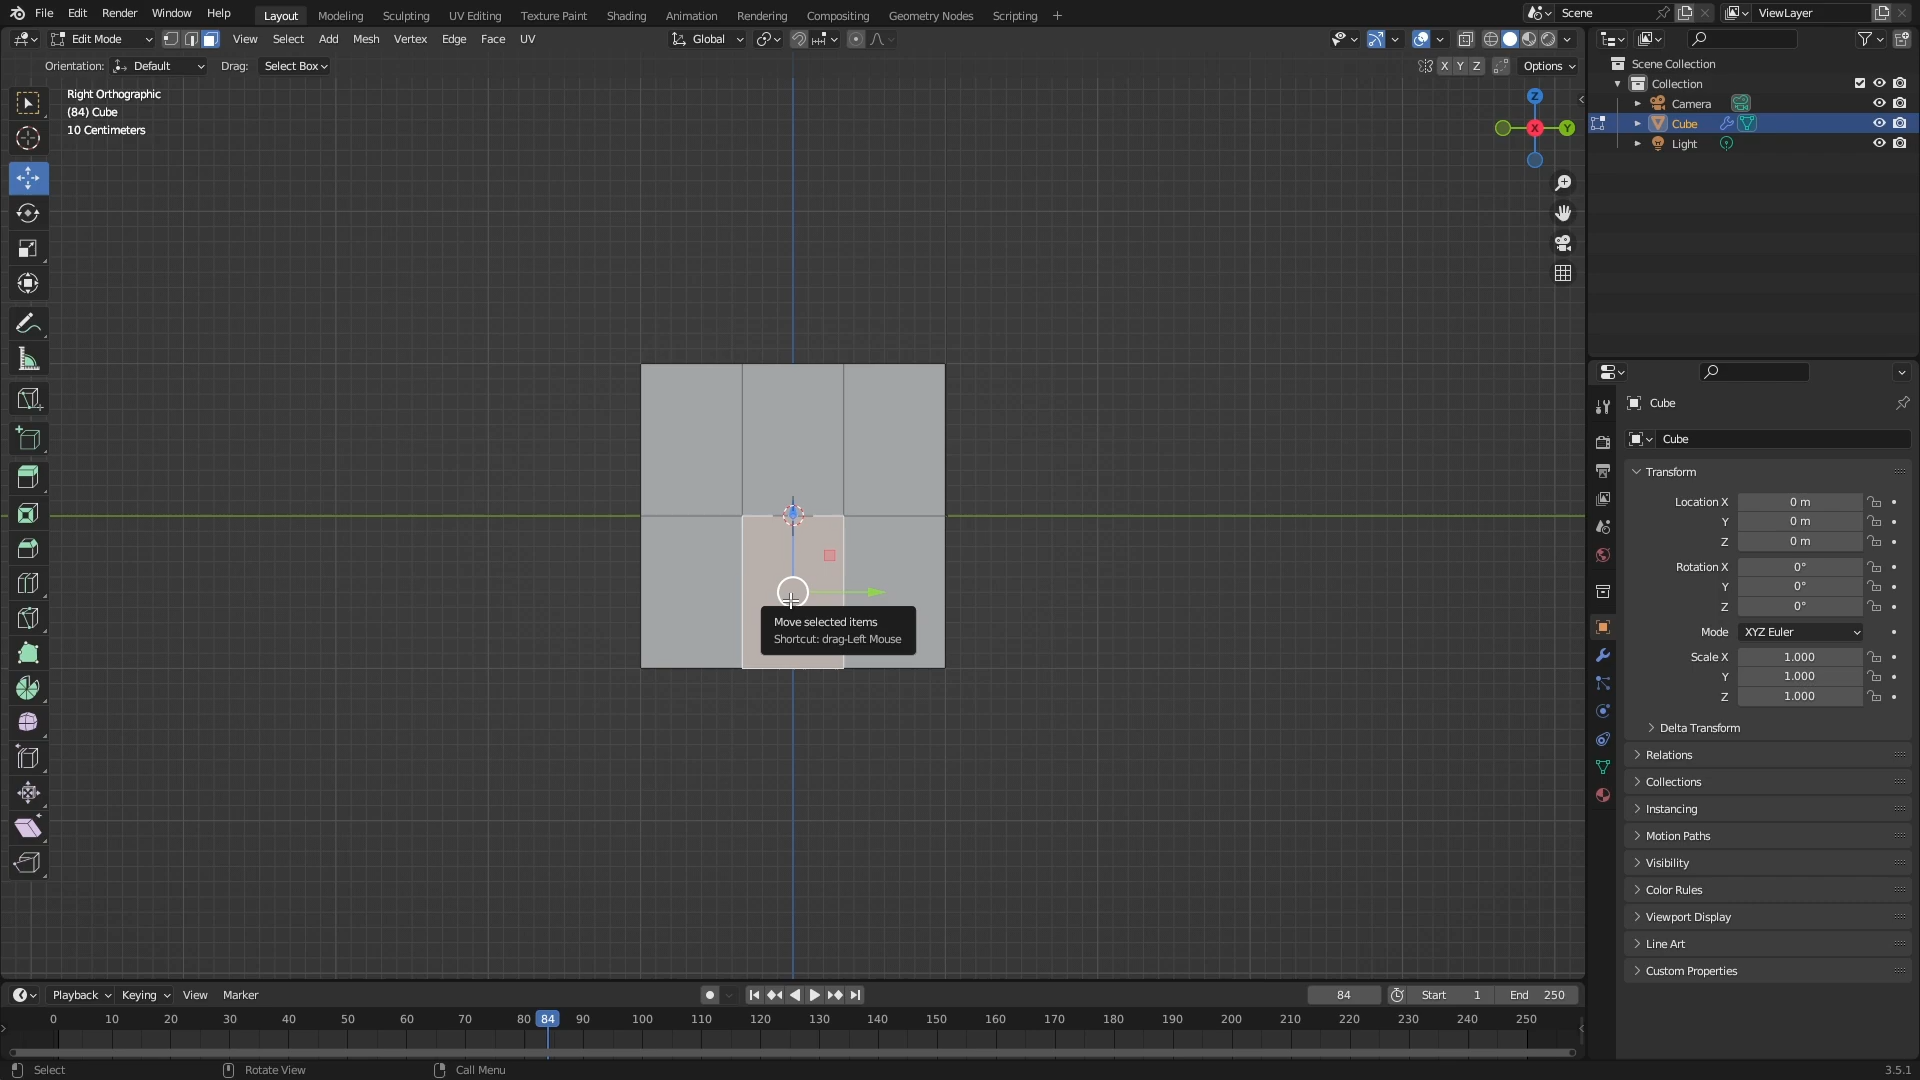 File Edit Render Window Help Layout Modeling Sculpting UV Editing Texture Paint Shading Animation Rendering Compositing Geometry Nodes Scripting + Scene ViewLayer
Edit Mode View Select Add Mesh Vertex Edge Face UV Global
Orientation: Default Drag: Select Box X Y Z Options
Right Orthographic
(84) Cube
10 Centimeters
Z
X
Y
Scene Collection
Collection
Camera
Cube
Light
Move selected items
Shortcut: drag-Left Mouse
Cube
Cube
Transform
Location X 0 m
Y 0 m
Z 0 m
Rotation X 0°
Y 0°
Z 0°
Mode XYZ Euler
Scale X 1.000
Y 1.000
Z 1.000
Delta Transform
Relations
Collections
Instancing
Motion Paths
Visibility
Color Rules
Viewport Display
Line Art
Custom Properties
Playback Keying View Marker 84 Start 1 End 250
0 10 20 30 40 50 60 70 80 84 90 100 110 120 130 140 150 160 170 180 190 200 210 220 230 240 250
Select Rotate View Call Menu 3.5.1